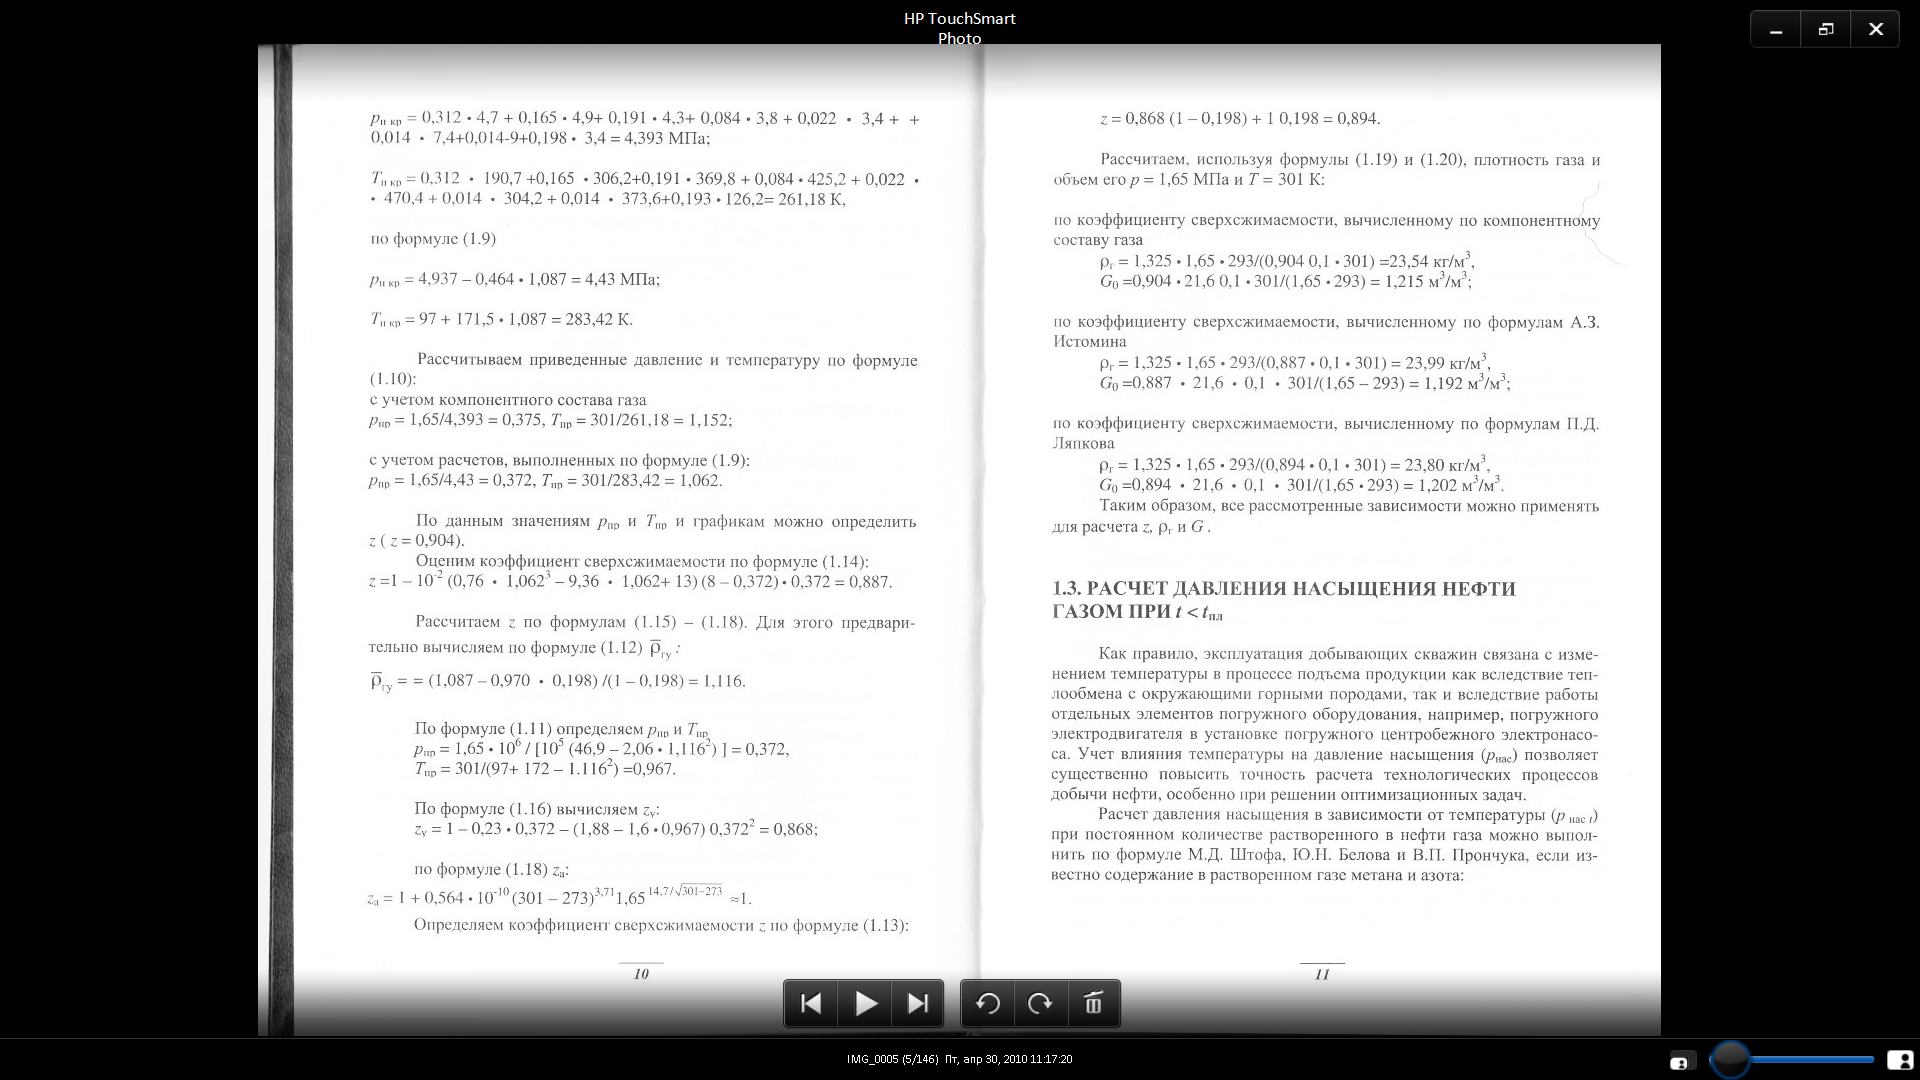 HP TouchSmart
Photo
pп кр = 0,312 • 4,7 + 0,165 • 4,9+ 0,191 • 4,3+ 0,084 • 3,8 + 0,022 • 3,4 + +
0,014 • 7,4+0,014-9+0,198 • 3,4 = 4,393 МПа;
Tп кр = 0,312 • 190,7 +0,165 • 306,2+0,191 • 369,8 + 0,084 • 425,2 + 0,022 •
• 470,4 + 0,014 • 304,2 + 0,014 • 373,6+0,193 • 126,2= 261,18 К,
по формуле (1.9)
pп кр = 4,937 – 0,464 • 1,087 = 4,43 МПа;
Tп кр = 97 + 171,5 • 1,087 = 283,42 К.
Рассчитываем приведенные давление и температуру по формуле
(1.10):
с учетом компонентного состава газа
pпр = 1,65/4,393 = 0,375, Tпр = 301/261,18 = 1,152;
с учетом расчетов, выполненных по формуле (1.9):
pпр = 1,65/4,43 = 0,372, Tпр = 301/283,42 = 1,062.
По данным значениям pпр и Tпр и графикам можно определить
z ( z = 0,904).
Оценим коэффициент сверхсжимаемости по формуле (1.14):
z =1 – 10⁻² (0,76 • 1,062³ – 9,36 • 1,062+ 13) (8 – 0,372) • 0,372 = 0,887.
Рассчитаем z по формулам (1.15) – (1.18). Для этого предвари-
тельно вычисляем по формуле (1.12) ρ̅гу :
ρ̅гу = = (1,087 – 0,970 • 0,198) /(1 – 0,198) = 1,116.
По формуле (1.11) определяем pпр и Tпр
pпр = 1,65 • 10⁶ / [10⁵ (46,9 – 2,06 • 1,116²) ] = 0,372,
Tпр = 301/(97+ 172 – 1.116²) =0,967.
По формуле (1.16) вычисляем zу:
zу = 1 – 0,23 • 0,372 – (1,88 – 1,6 • 0,967) 0,372² = 0,868;
по формуле (1.18) zа:
zа = 1 + 0,564 • 10⁻¹⁰ (301 – 273)^3,71 1,65^14,7/√301–273 ≈1.
Определяем коэффициент сверхсжимаемости z по формуле (1.13):
10
z = 0,868 (1 – 0,198) + 1 0,198 = 0,894.
Рассчитаем, используя формулы (1.19) и (1.20), плотность газа и
объем его p = 1,65 МПа и T = 301 К:
по коэффициенту сверхсжимаемости, вычисленному по компонентному
составу газа
ρг = 1,325 • 1,65 • 293/(0,904 0,1 • 301) =23,54 кг/м³,
G₀ =0,904 • 21,6 0,1 • 301/(1,65 • 293) = 1,215 м³/м³;
по коэффициенту сверхсжимаемости, вычисленному по формулам А.З.
Истомина
ρг = 1,325 • 1,65 • 293/(0,887 • 0,1 • 301) = 23,99 кг/м³,
G₀ =0,887 • 21,6 • 0,1 • 301/(1,65 – 293) = 1,192 м³/м³;
по коэффициенту сверхсжимаемости, вычисленному по формулам П.Д.
Ляпкова
ρг = 1,325 • 1,65 • 293/(0,894 • 0,1 • 301) = 23,80 кг/м³,
G₀ =0,894 • 21,6 • 0,1 • 301/(1,65 • 293) = 1,202 м³/м³.
Таким образом, все рассмотренные зависимости можно применять
для расчета z, ρг и G .
1.3. РАСЧЕТ ДАВЛЕНИЯ НАСЫЩЕНИЯ НЕФТИ
ГАЗОМ ПРИ t < tпл
Как правило, эксплуатация добывающих скважин связана с изме-
нением температуры в процессе подъема продукции как вследствие теп-
лообмена с окружающими горными породами, так и вследствие работы
отдельных элементов погружного оборудования, например, погружного
электродвигателя в установке погружного центробежного электронасо-
са. Учет влияния температуры на давление насыщения (pнас) позволяет
существенно повысить точность расчета технологических процессов
добычи нефти, особенно при решении оптимизационных задач.
Расчет давления насыщения в зависимости от температуры (p нас t)
при постоянном количестве растворенного в нефти газа можно выпол-
нить по формуле М.Д. Штофа, Ю.Н. Белова и В.П. Прончука, если из-
вестно содержание в растворенном газе метана и азота:
11
IMG_0005 (5/146) Пт, апр 30, 2010 11:17:20